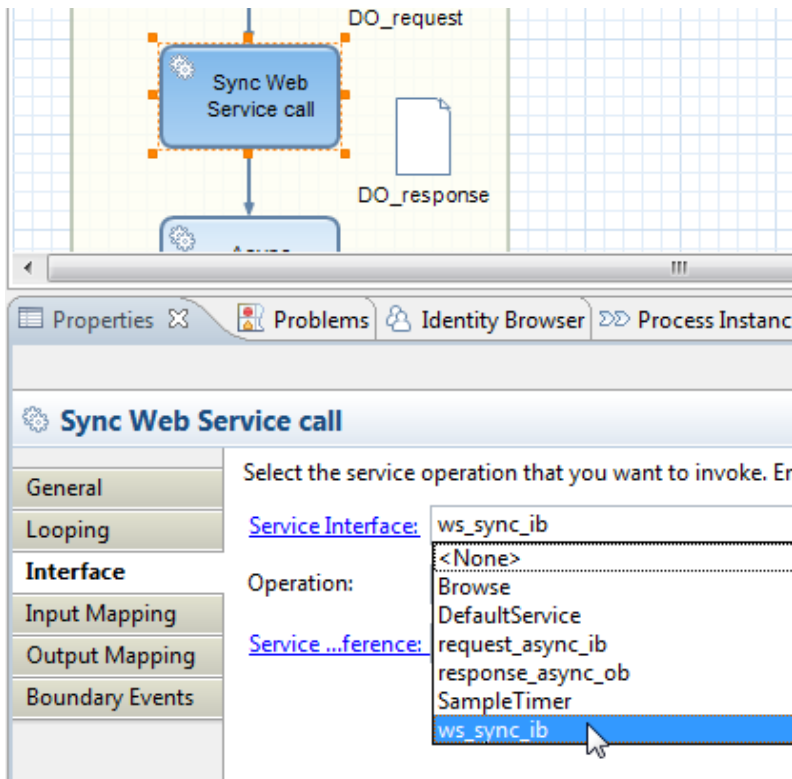 DO_request
Sync Web
Service call
DO_response
Properties
Problems
Identity Browser
Process Instanc
Sync Web Service call
Select the service operation that you want to invoke. Er
General
Looping
Interface
Input Mapping
Output Mapping
Boundary Events
Service Interface:
ws_sync_ib
Operation:
Service ...ference:
<None>
Browse
DefaultService
request_async_ib
response_async_ob
SampleTimer
ws_sync_ib